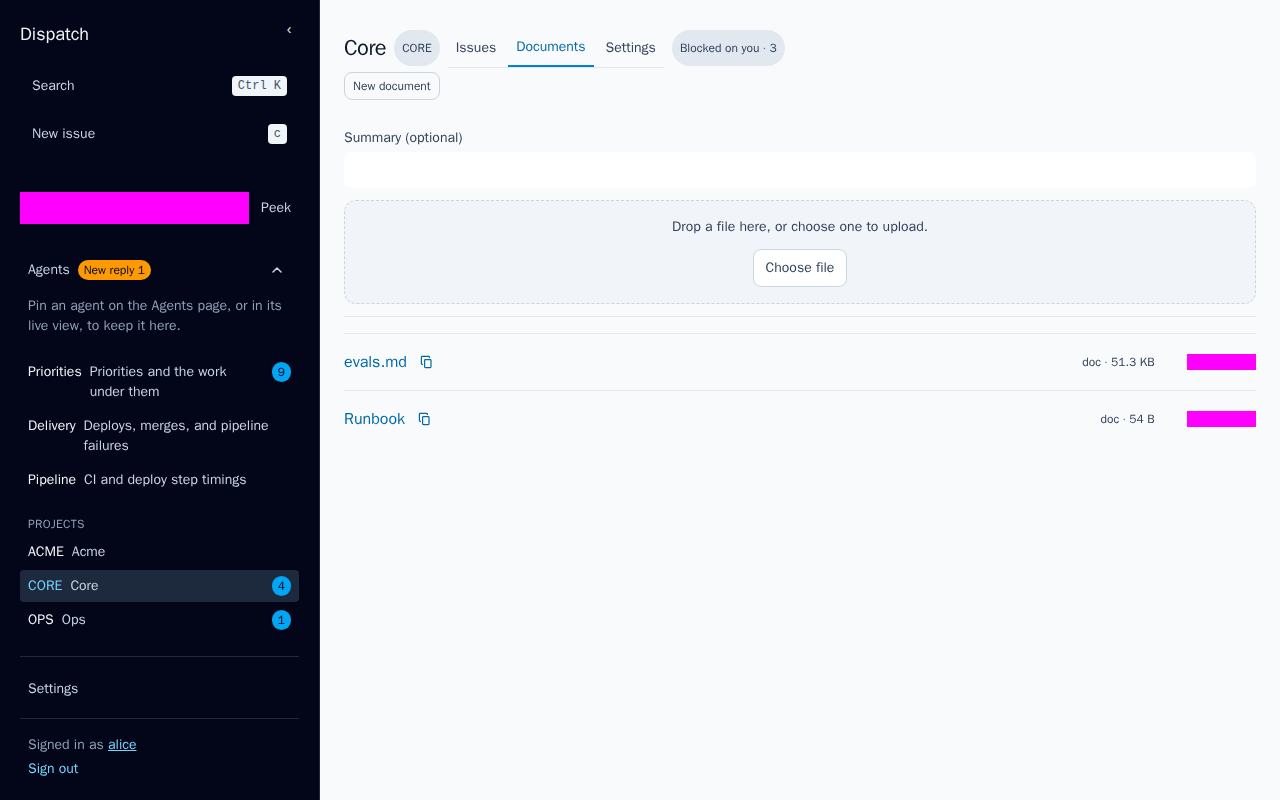 Dispatch
Search
Ctrl K
New issue
C
Peek
Agents
New reply 1
Pin an agent on the Agents page, or in its
live view, to keep it here.
Priorities Priorities and the work
under them
9
Delivery Deploys, merges, and pipeline
failures
Pipeline CI and deploy step timings
PROJECTS
ACME Acme
CORE Core 4
OPS Ops 1
Settings
Signed in as alice
Sign out
Core CORE Issues Documents Settings Blocked on you · 3
New document
Summary (optional)
Drop a file here, or choose one to upload.
Choose file
evals.md doc · 51.3 KB
Runbook doc · 54 B